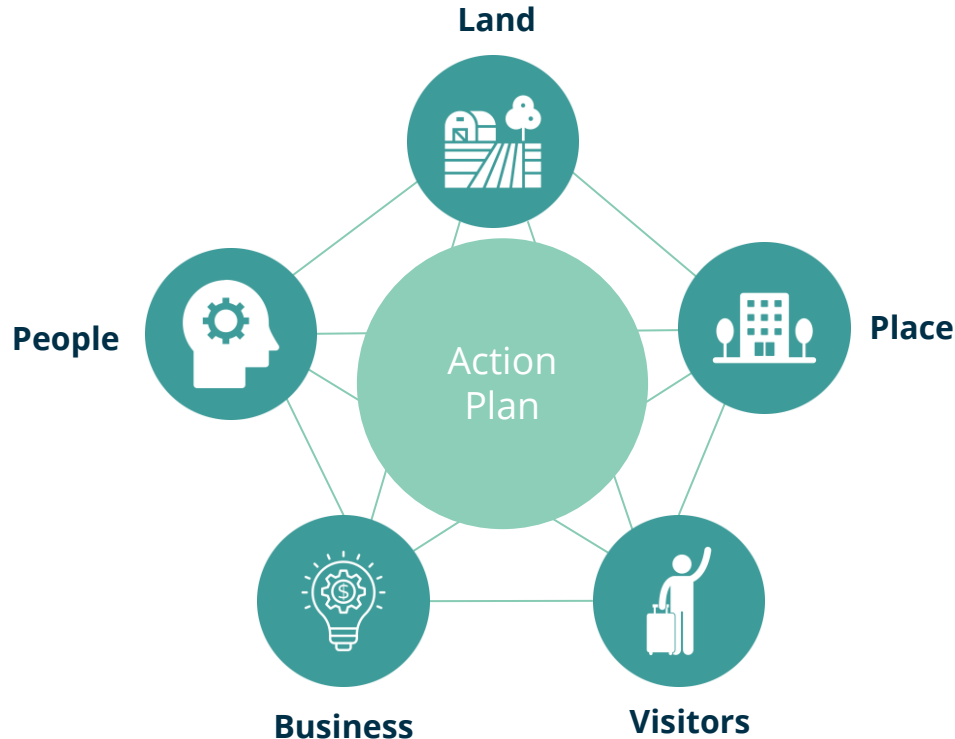 Land
People
Place
Action
Plan
$
Business
Visitors